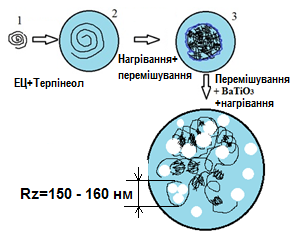 1
2
3
ЕЦ+Терпінеол
Нагрівання+
перемішування
Перемішування
+ BaTiO3
+нагрівання
Rz=150 - 160 нм